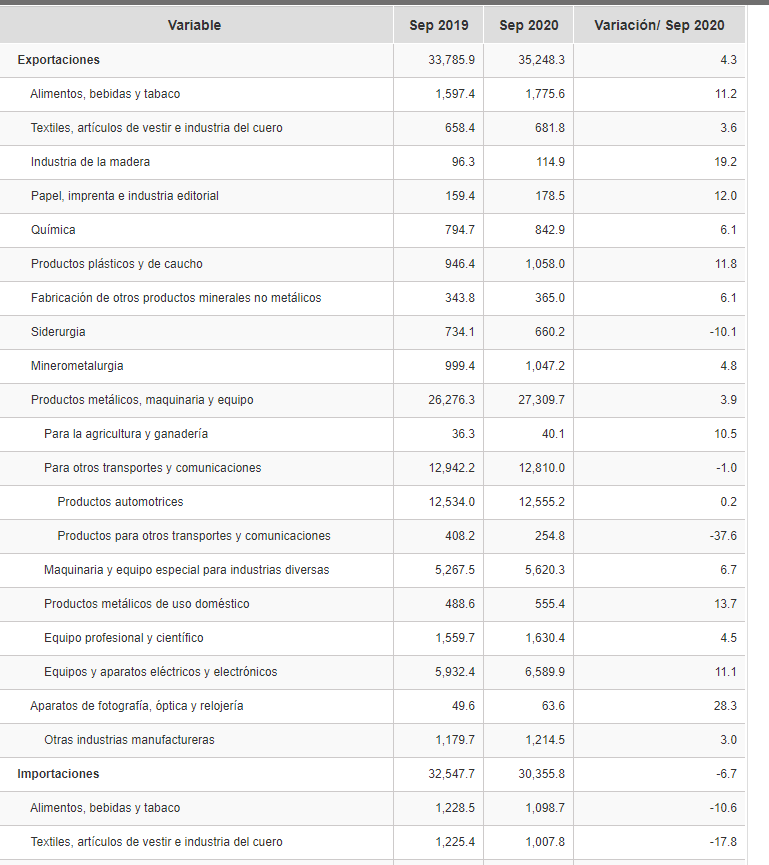 Variable Sep 2019 Sep 2020 Variación/ Sep 2020
Exportaciones 33,785.9 35,248.3 4.3
Alimentos, bebidas y tabaco 1,597.4 1,775.6 11.2
Textiles, artículos de vestir e industria del cuero 658.4 681.8 3.6
Industria de la madera 96.3 114.9 19.2
Papel, imprenta e industria editorial 159.4 178.5 12.0
Química 794.7 842.9 6.1
Productos plásticos y de caucho 946.4 1,058.0 11.8
Fabricación de otros productos minerales no metálicos 343.8 365.0 6.1
Siderurgia 734.1 660.2 -10.1
Minerometalurgia 999.4 1,047.2 4.8
Productos metálicos, maquinaria y equipo 26,276.3 27,309.7 3.9
Para la agricultura y ganadería 36.3 40.1 10.5
Para otros transportes y comunicaciones 12,942.2 12,810.0 -1.0
Productos automotrices 12,534.0 12,555.2 0.2
Productos para otros transportes y comunicaciones 408.2 254.8 -37.6
Maquinaria y equipo especial para industrias diversas 5,267.5 5,620.3 6.7
Productos metálicos de uso doméstico 488.6 555.4 13.7
Equipo profesional y científico 1,559.7 1,630.4 4.5
Equipos y aparatos eléctricos y electrónicos 5,932.4 6,589.9 11.1
Aparatos de fotografía, óptica y relojería 49.6 63.6 28.3
Otras industrias manufactureras 1,179.7 1,214.5 3.0
Importaciones 32,547.7 30,355.8 -6.7
Alimentos, bebidas y tabaco 1,228.5 1,098.7 -10.6
Textiles, artículos de vestir e industria del cuero 1,225.4 1,007.8 -17.8